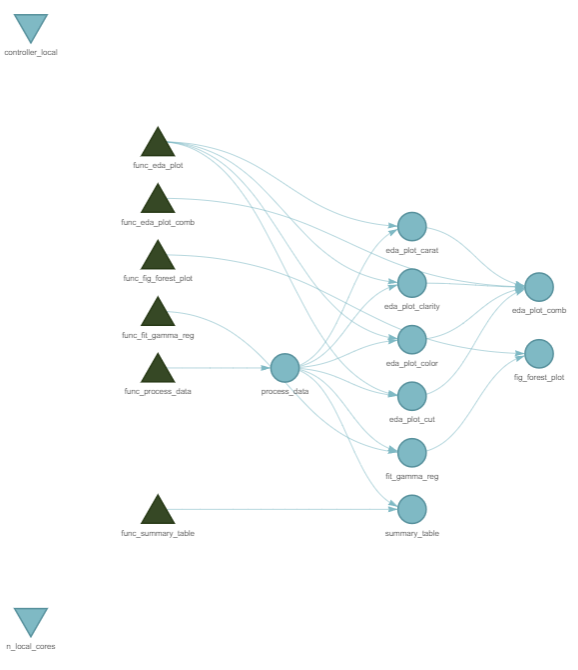 controller_local
func_eda_plot
func_eda_plot_comb
eda_plot_carat
func_fig_forest_plot
eda_plot_clarity
eda_plot_comb
func_fit_gamma_reg
eda_plot_color
fig_forest_plot
func_process_data
process_data
eda_plot_cut
fit_gamma_reg
func_summary_table
summary_table
n_local_cores